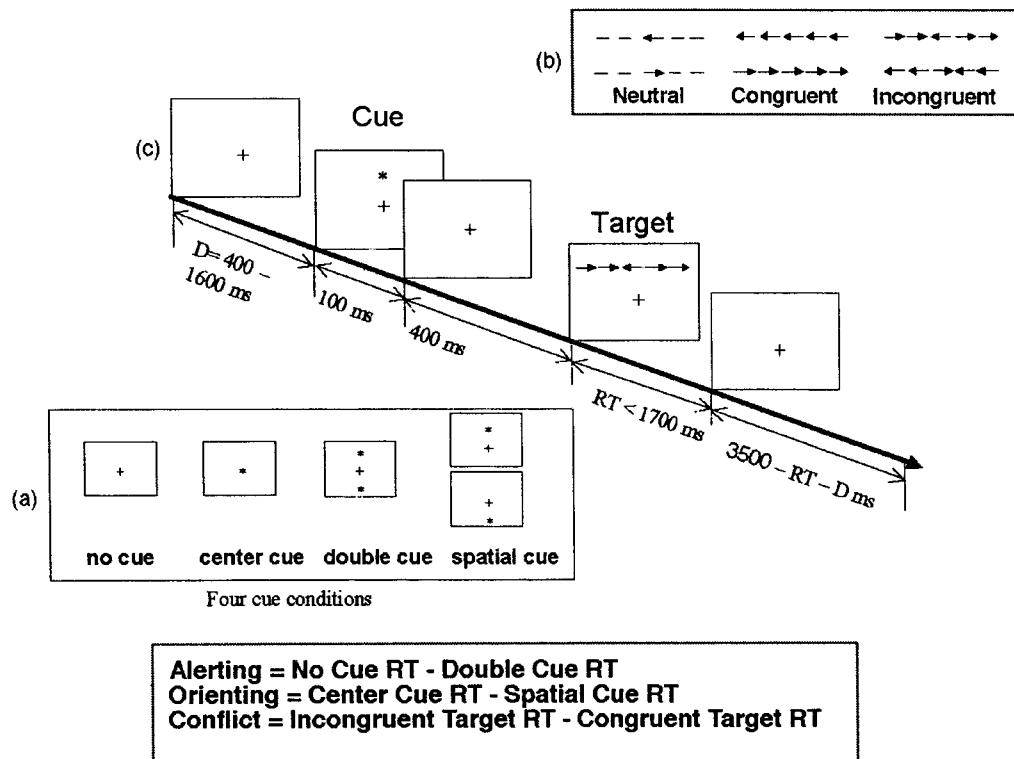 (b)
Neutral Congruent Incongruent
(c)
Cue
+
*
+
+
Target
+
+
D= 400 –
1600 ms
100 ms
400 ms
RT < 1700 ms
3500 – RT – D ms
(a)
+
*
*
+
*
*
+
+
*
no cue center cue double cue spatial cue
Four cue conditions
Alerting = No Cue RT - Double Cue RT
Orienting = Center Cue RT - Spatial Cue RT
Conflict = Incongruent Target RT - Congruent Target RT